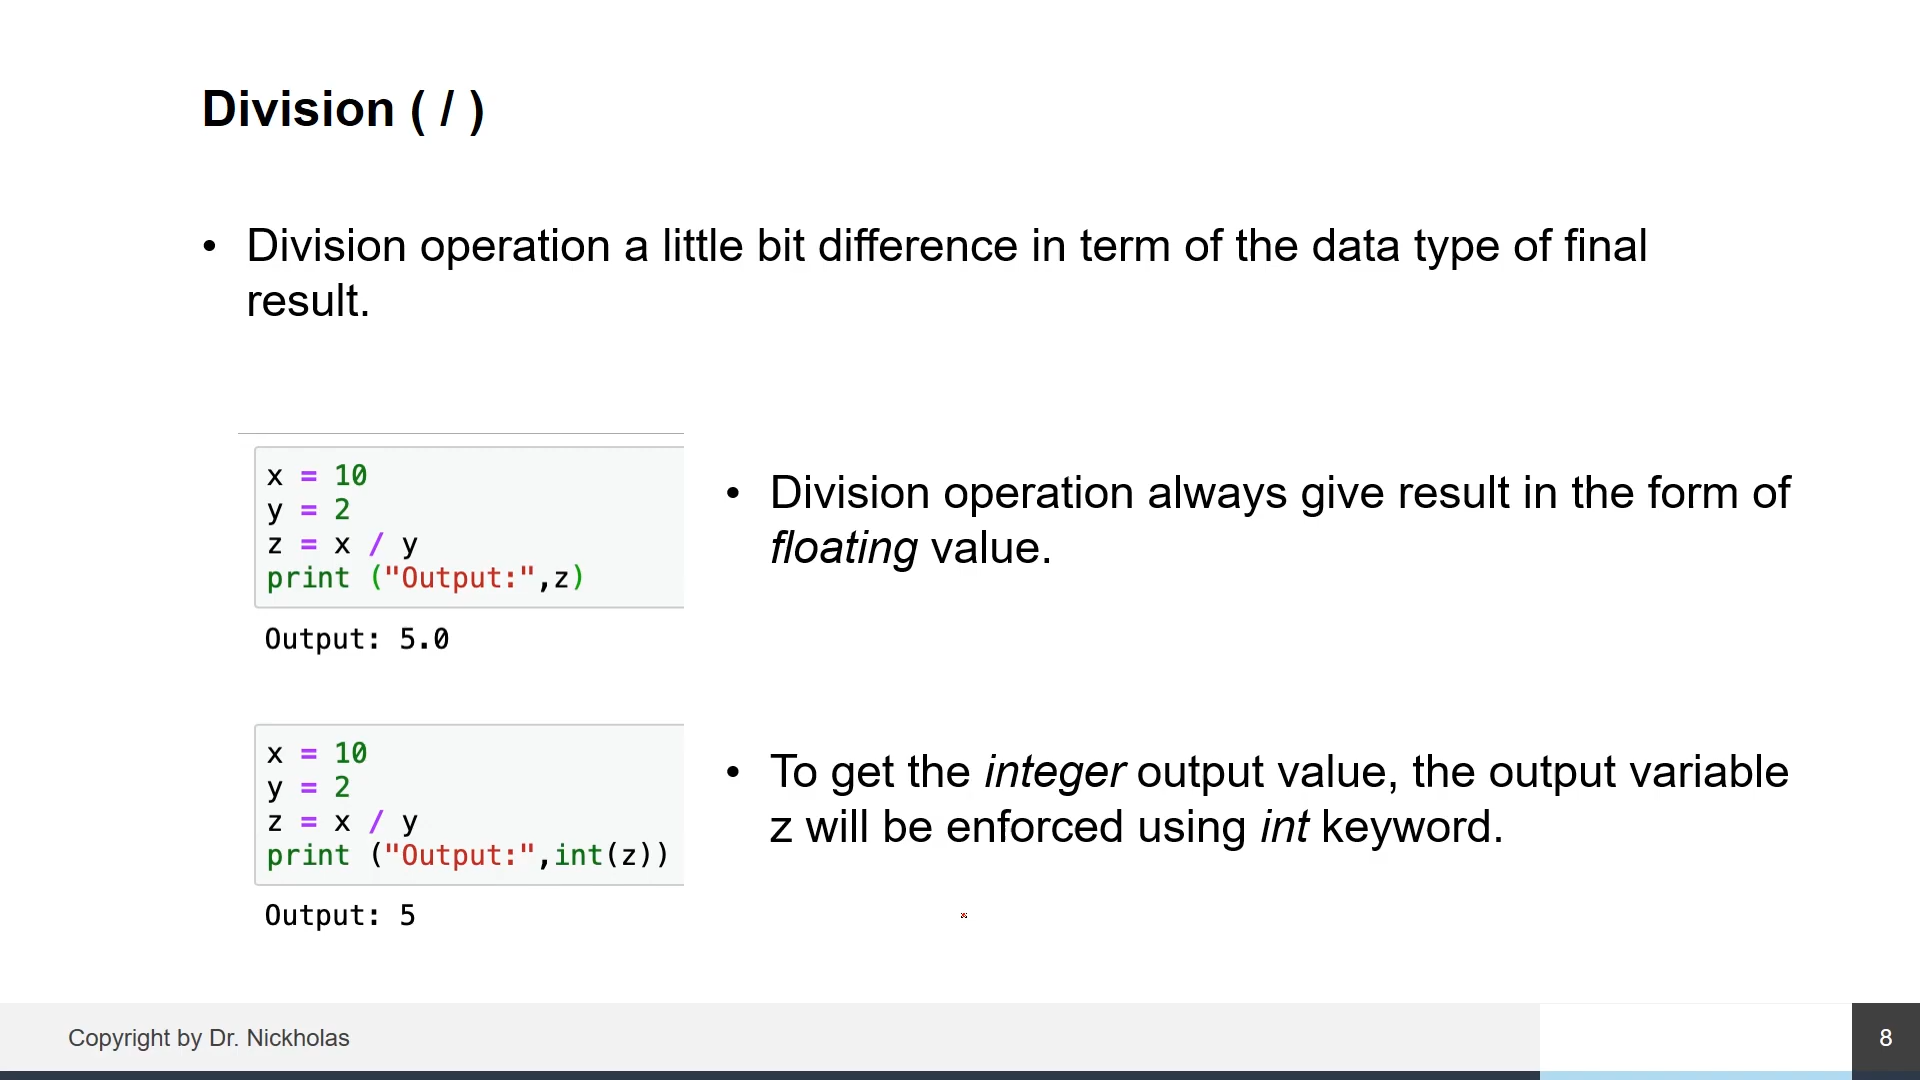 Division ( / )
• Division operation a little bit difference in term of the data type of final
result.
x = 10
y = 2
z = x / y
print ("Output:",z)
Output: 5.0
• Division operation always give result in the form of
floating value.
x = 10
y = 2
z = x / y
print ("Output:",int(z))
Output: 5
• To get the integer output value, the output variable
z will be enforced using int keyword.
Copyright by Dr. Nickholas
8